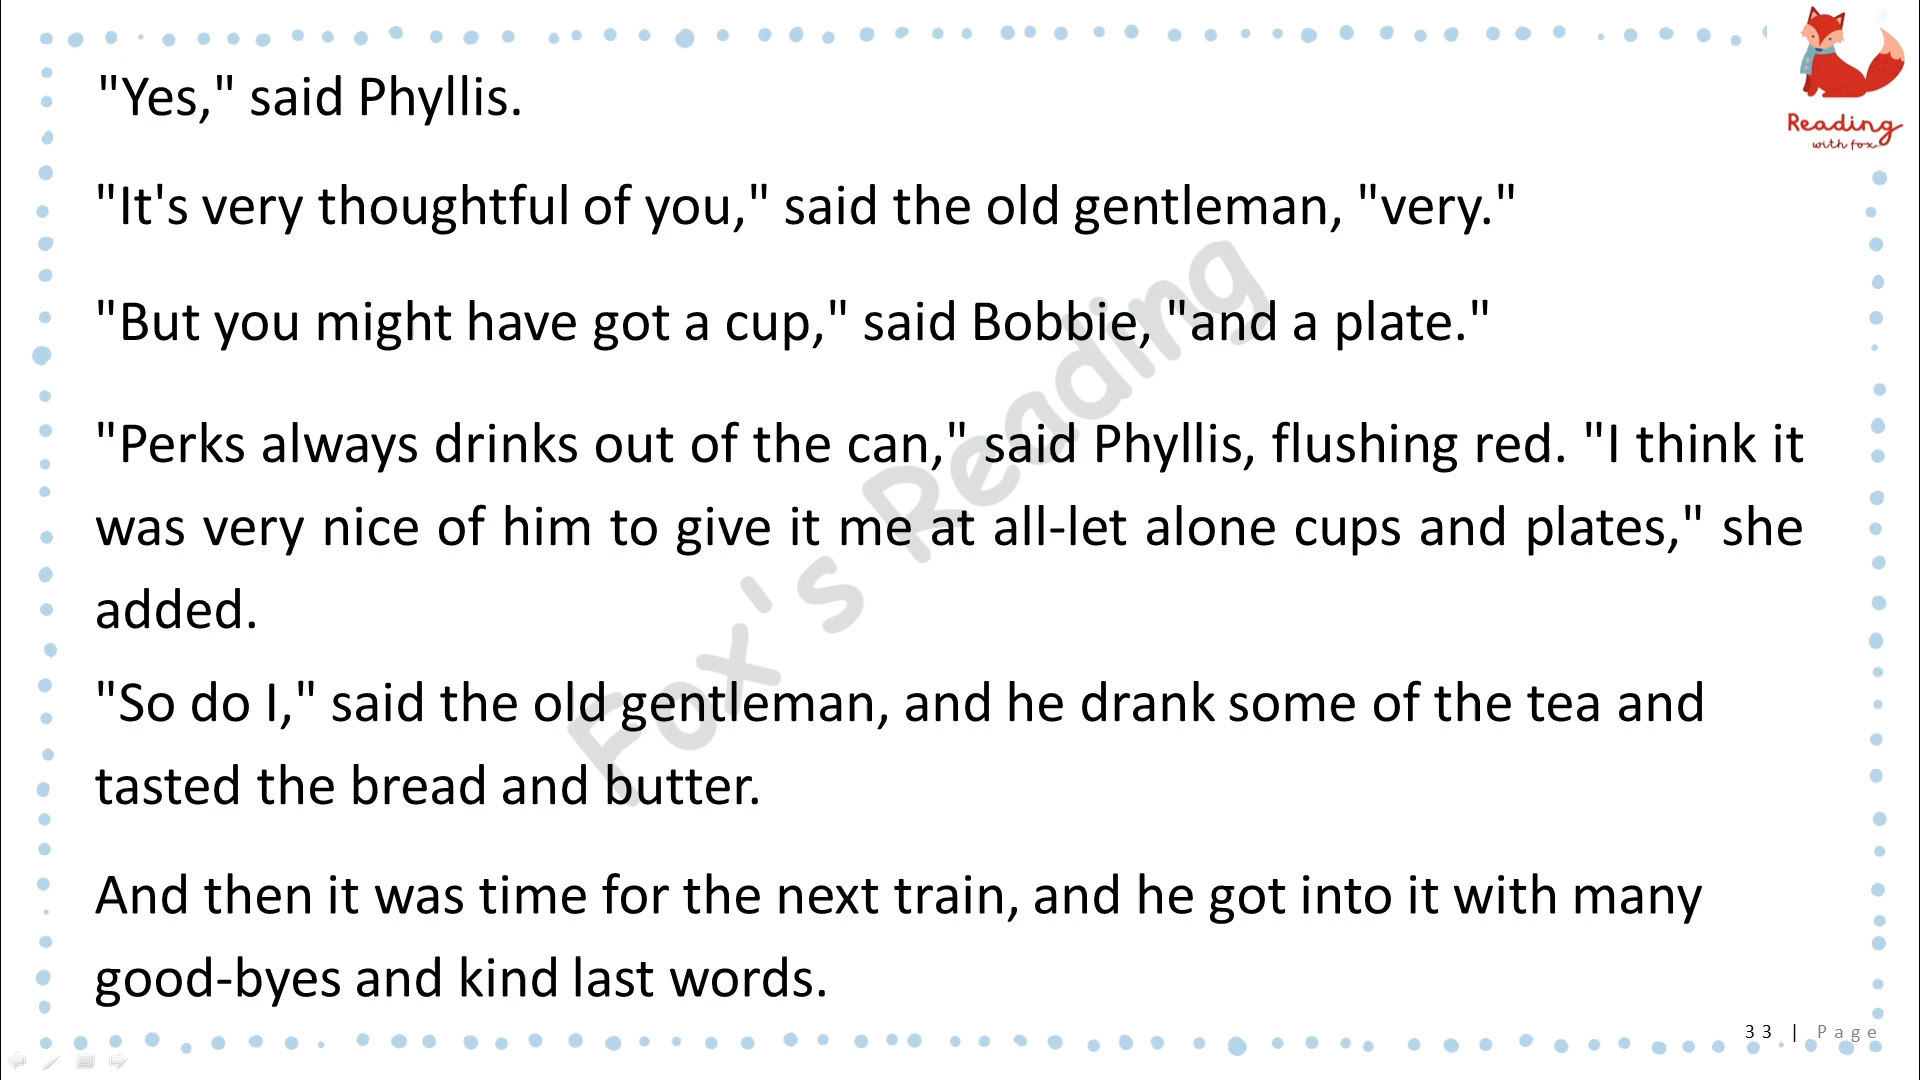 "Yes," said Phyllis.
Reading
with fox
"It's very thoughtful of you," said the old gentleman, "very."
"But you might have got a cup," said Bobbie, "and a plate."
"Perks always drinks out of the can," said Phyllis, flushing red. "I think it
was very nice of him to give it me at all-let alone cups and plates," she
added.
"So do I," said the old gentleman, and he drank some of the tea and
tasted the bread and butter.
And then it was time for the next train, and he got into it with many
good-byes and kind last words.
Fox's Reading
33 | Page